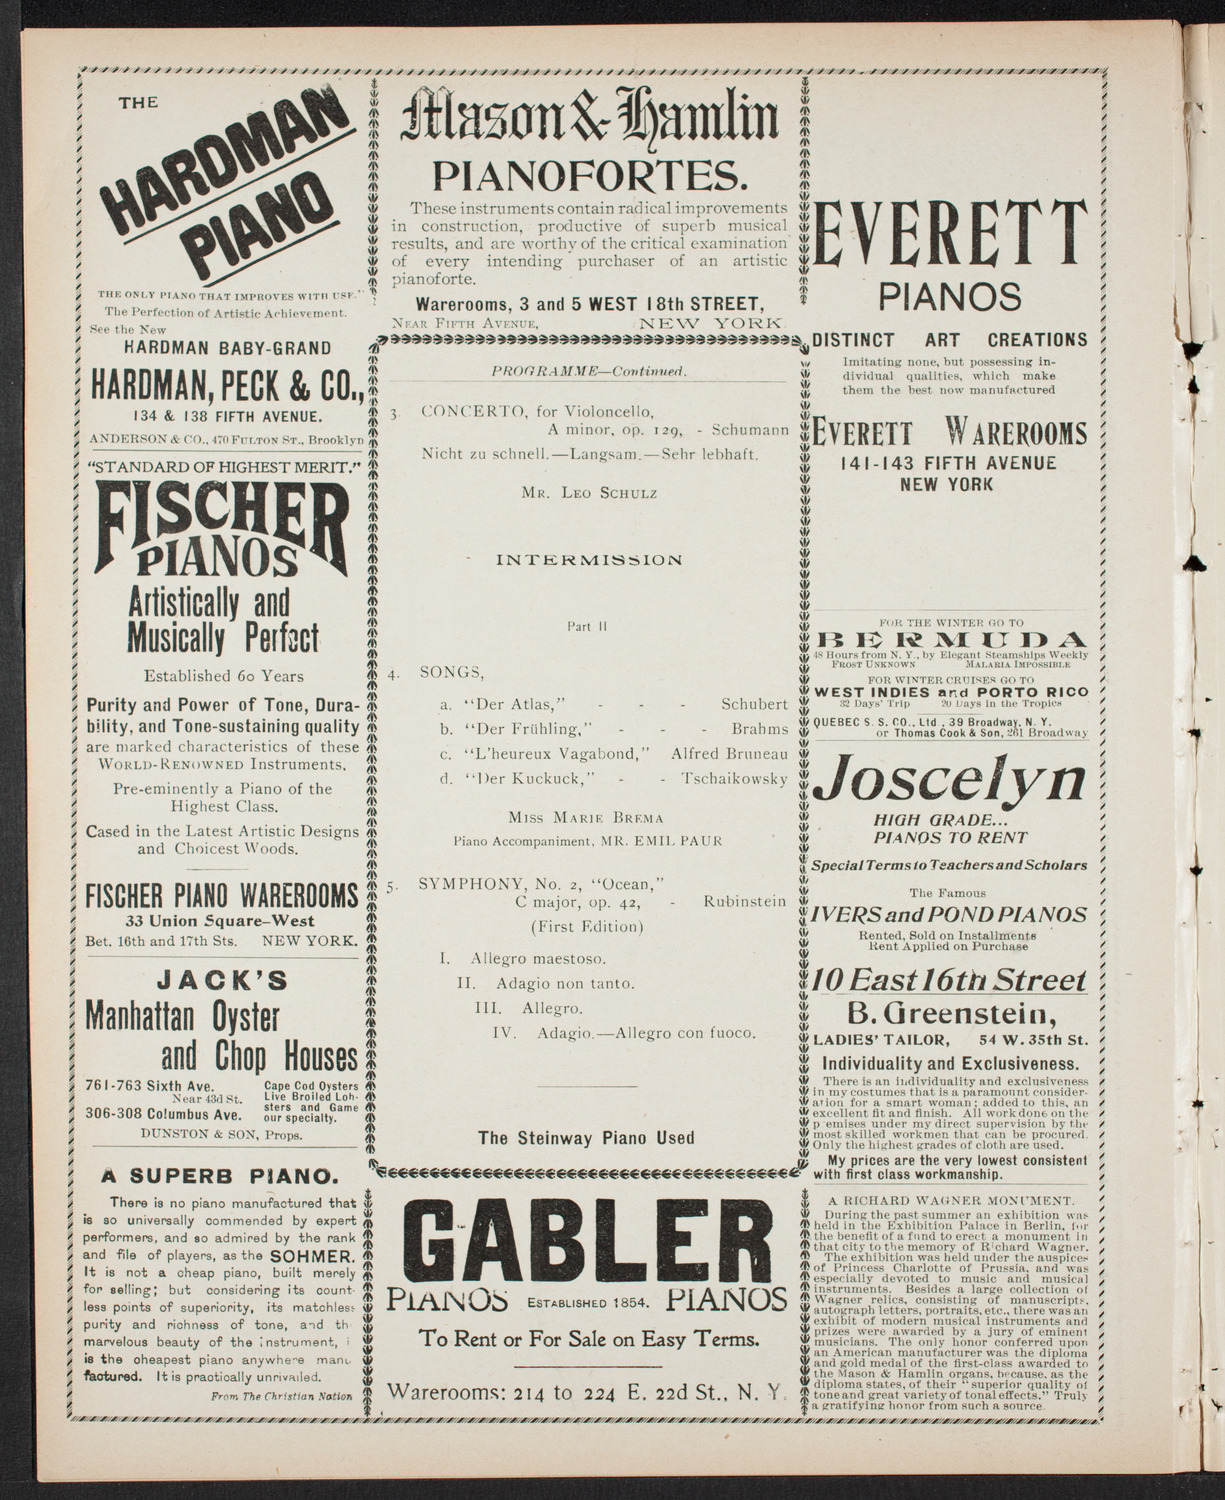 THE
HARDMAN
PIANO
THE ONLY PIANO THAT IMPROVES WITH USE."
The Perfection of Artistic Achievement.
See the New
HARDMAN BABY-GRAND
HARDMAN, PECK & CO.,
134 & 138 FIFTH AVENUE.
ANDERSON & CO., 470 FULTON ST., Brooklyn
"STANDARD OF HIGHEST MERIT."
FISCHER
PIANOS
Artistically and
Musically Perfect
Established 60 Years
Purity and Power of Tone, Dura-
bility, and Tone-sustaining quality
are marked characteristics of these
WORLD-RENOWNED Instruments.
Pre-eminently a Piano of the
Highest Class.
Cased in the Latest Artistic Designs
and Choicest Woods.
FISCHER PIANO WAREROOMS
33 Union Square—West
Bet. 16th and 17th Sts. NEW YORK.
JACK'S
Manhattan Oyster
and Chop Houses
761-763 Sixth Ave.
Near 43d St.
306-308 Columbus Ave.
Cape Cod Oysters
Live Broiled Lob-
sters and Game
our specialty.
DUNSTON & SON, Props.
A SUPERB PIANO.
There is no piano manufactured that
is so universally commended by expert
performers, and so admired by the rank
and file of players, as the SOHMER.
It is not a cheap piano, built merely
for selling; but considering its count-
less points of superiority, its matchless
purity and richness of tone, and th
marvelous beauty of the instrument, i
is the cheapest piano anywhere manu
factured. It is practically unrivailed.
From The Christian Nation
Mason & Hamlin
PIANOFORTES.
These instruments contain radical improvements
in construction, productive of superb musical
results, and are worthy of the critical examination
of every intending purchaser of an artistic
pianoforte.
Warerooms, 3 and 5 WEST 18th STREET,
NEAR FIFTH AVENUE, NEW YORK.
PROGRAMME—Continued.
3. CONCERTO, for Violoncello,
A minor, op. 129, - Schumann
Nicht zu schnell.—Langsam.—Sehr lebhaft.
MR. LEO SCHULZ
INTERMISSION
Part II
4. SONGS,
a. "Der Atlas," - - - Schubert
b. "Der Frühling," - - - Brahms
c. "L'heureux Vagabond," Alfred Bruneau
d. "Der Kuckuck," - - Tschaikowsky
MISS MARIE BREMA
Piano Accompaniment, MR. EMIL PAUR
5. SYMPHONY, No. 2, "Ocean,"
C major, op. 42, - Rubinstein
(First Edition)
I. Allegro maestoso.
II. Adagio non tanto.
III. Allegro.
IV. Adagio.—Allegro con fuoco.
The Steinway Piano Used
GABLER
PIANOS ESTABLISHED 1854. PIANOS
To Rent or For Sale on Easy Terms.
Warerooms: 214 to 224 E. 22d St., N. Y.
EVERETT
PIANOS
DISTINCT ART CREATIONS
Imitating none, but possessing in-
dividual qualities, which make
them the best now manufactured
EVERETT WAREROOMS
141-143 FIFTH AVENUE
NEW YORK
FOR THE WINTER GO TO
BERMUDA
48 Hours from N. Y., by Elegant Steamships Weekly
FROST UNKNOWN MALARIA IMPOSSIBLE
FOR WINTER CRUISES GO TO
WEST INDIES and PORTO RICO
32 Days' Trip 20 Days in the Tropics
QUEBEC S. S. CO., Ltd., 39 Broadway, N. Y.
or Thomas Cook & Son, 261 Broadway
Joscelyn
HIGH GRADE...
PIANOS TO RENT
Special Terms to Teachers and Scholars
The Famous
IVERS and POND PIANOS
Rented, Sold on Installments
Rent Applied on Purchase
10 East 16th Street
B. Greenstein,
LADIES' TAILOR, 54 W. 35th St.
Individuality and Exclusiveness.
There is an individuality and exclusiveness
in my costumes that is a paramount consider-
ation for a smart woman; added to this, an
excellent fit and finish. All work done on the
p emises under my direct supervision by the
most skilled workmen that can be procured.
Only the highest grades of cloth are used.
My prices are the very lowest consistent
with first class workmanship.
A RICHARD WAGNER MONUMENT.
During the past summer an exhibition was
held in the Exhibition Palace in Berlin, for
the benefit of a fund to erect a monument in
that city to the memory of Richard Wagner.
The exhibition was held under the auspices
of Princess Charlotte of Prussia, and was
especially devoted to music and musical
instruments. Besides a large collection of
Wagner relics, consisting of manuscripts,
autograph letters, portraits, etc., there was an
exhibit of modern musical instruments and
prizes were awarded by a jury of eminent
musicians. The only honor conferred upon
an American manufacturer was the diploma
and gold medal of the first-class awarded to
the Mason & Hamlin organs, because, as the
diploma states, of their "superior quality of
tone and great variety of tonal effects." Truly
a gratifying honor from such a source.